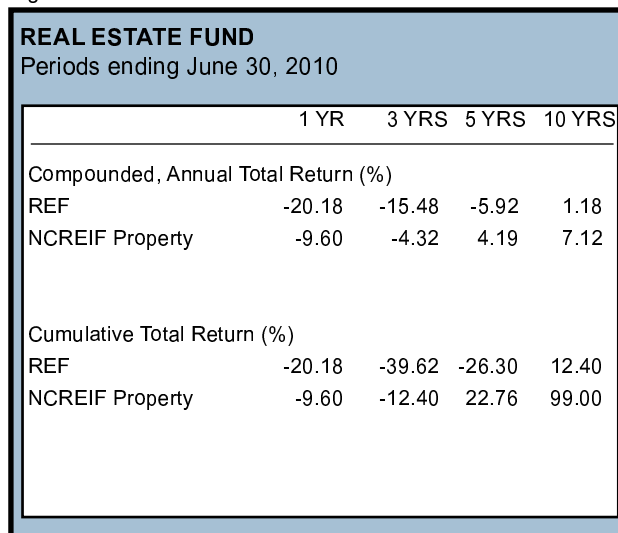 REAL ESTATE FUND
Periods ending June 30, 2010
1 YR 3 YRS 5 YRS 10 YRS
Compounded, Annual Total Return (%)
REF -20.18 -15.48 -5.92 1.18
NCREIF Property -9.60 -4.32 4.19 7.12
Cumulative Total Return (%)
REF -20.18 -39.62 -26.30 12.40
NCREIF Property -9.60 -12.40 22.76 99.00